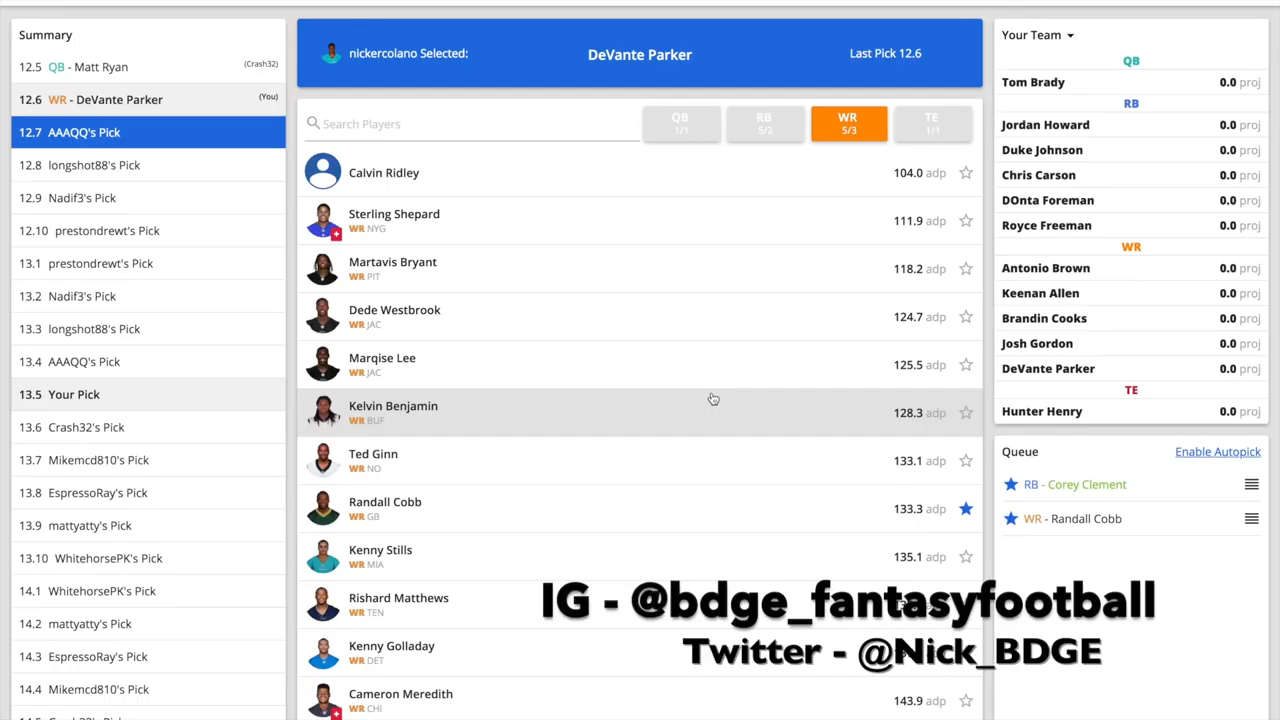 Summary
12.5 QB - Matt Ryan (Crash32)
12.6 WR - DeVante Parker (You)
12.7 AAAQQ's Pick
12.8 longshot88's Pick
12.9 Nadif3's Pick
12.10 prestondrewt's Pick
13.1 prestondrewt's Pick
13.2 Nadif3's Pick
13.3 longshot88's Pick
13.4 AAAQQ's Pick
13.5 Your Pick
13.6 Crash32's Pick
13.7 Mikemcd810's Pick
13.8 EspressoRay's Pick
13.9 mattyatty's Pick
13.10 WhitehorsePK's Pick
14.1 WhitehorsePK's Pick
14.2 mattyatty's Pick
14.3 EspressoRay's Pick
14.4 Mikemcd810's Pick
nickercolano Selected: DeVante Parker Last Pick 12.6
Search Players
QB 1/1
RB 5/2
WR 5/3
TE 1/1
Calvin Ridley 104.0 adp
Sterling Shepard 111.9 adp
WR NYG
Martavis Bryant 118.2 adp
WR PIT
Dede Westbrook 124.7 adp
WR JAC
Marqise Lee 125.5 adp
WR JAC
Kelvin Benjamin 128.3 adp
WR BUF
Ted Ginn 133.1 adp
WR NO
Randall Cobb 133.3 adp
WR GB
Kenny Stills 135.1 adp
WR MIA
Rishard Matthews
WR TEN
Kenny Golladay
WR DET
Cameron Meredith 143.9 adp
WR CHI
Your Team
QB
Tom Brady 0.0 proj
RB
Jordan Howard 0.0 proj
Duke Johnson 0.0 proj
Chris Carson 0.0 proj
DOnta Foreman 0.0 proj
Royce Freeman 0.0 proj
WR
Antonio Brown 0.0 proj
Keenan Allen 0.0 proj
Brandin Cooks 0.0 proj
Josh Gordon 0.0 proj
DeVante Parker 0.0 proj
TE
Hunter Henry 0.0 proj
Queue Enable Autopick
RB - Corey Clement
WR - Randall Cobb
IG - @bdge_fantasyfootball
Twitter - @Nick_BDGE